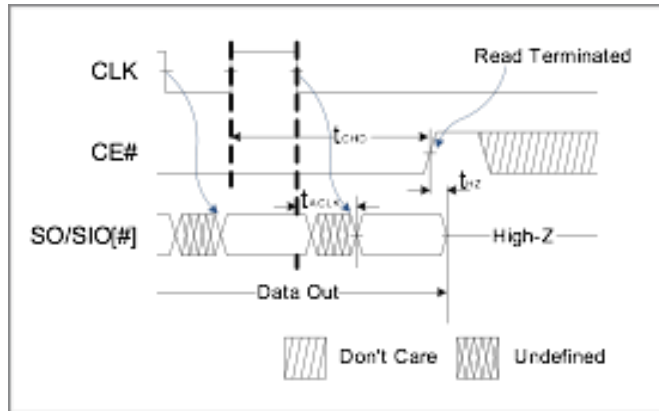 Read Terminated
CLK
tCHD
CE#
tHZ
tACLK
SO/SIO[#]
High-Z
Data Out
Don't Care
Undefined